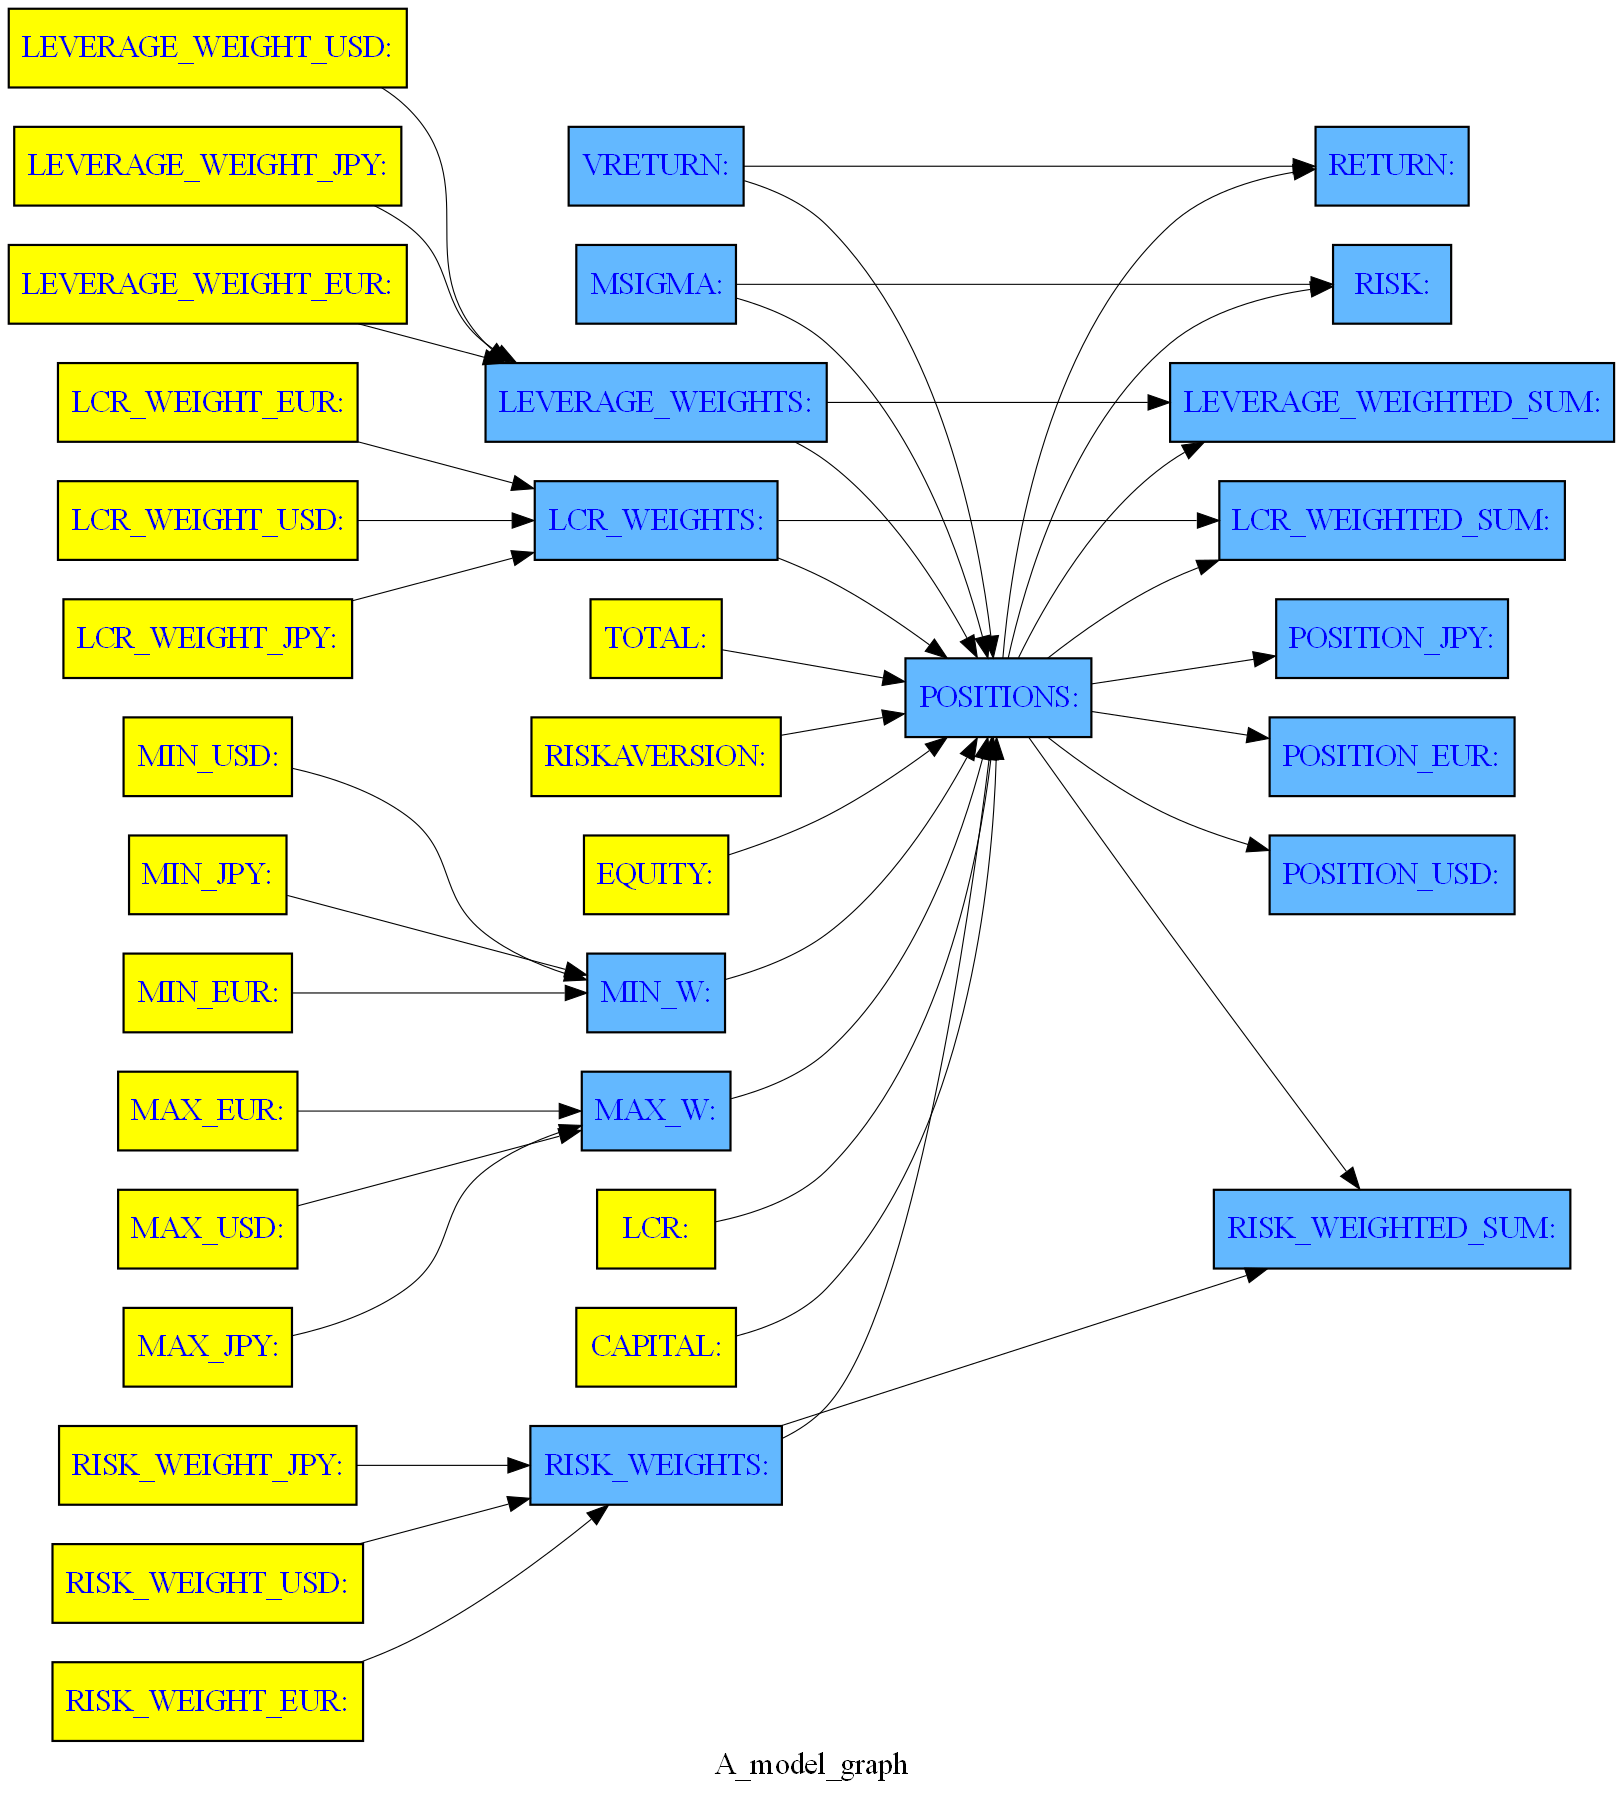 LEVERAGE_WEIGHT_USD:
LEVERAGE_WEIGHT_JPY:
LEVERAGE_WEIGHT_EUR:
LCR_WEIGHT_EUR:
LCR_WEIGHT_USD:
LCR_WEIGHT_JPY:
MIN_USD:
MIN_JPY:
MIN_EUR:
MAX_EUR:
MAX_USD:
MAX_JPY:
RISK_WEIGHT_JPY:
RISK_WEIGHT_USD:
RISK_WEIGHT_EUR:
VRETURN:
MSIGMA:
LEVERAGE_WEIGHTS:
LCR_WEIGHTS:
TOTAL:
RISKAVERSION:
EQUITY:
MIN_W:
MAX_W:
LCR:
CAPITAL:
RISK_WEIGHTS:
POSITIONS:
RETURN:
RISK:
LEVERAGE_WEIGHTED_SUM:
LCR_WEIGHTED_SUM:
POSITION_JPY:
POSITION_EUR:
POSITION_USD:
RISK_WEIGHTED_SUM:
A_model_graph